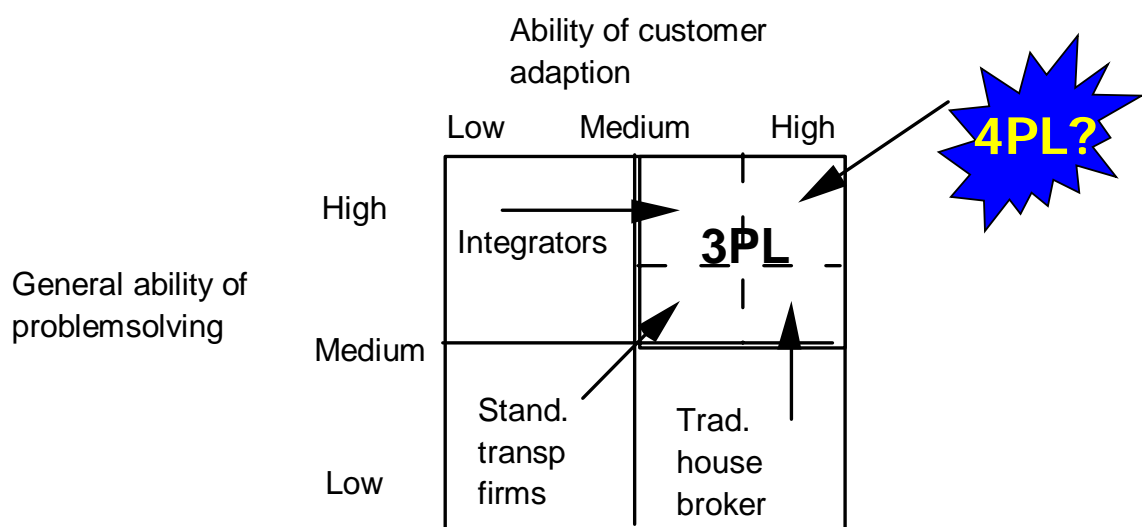 Ability of customer
adaption
Low Medium High
4PL?
High
Integrators
3PL
General ability of
problemsolving
Medium
Stand.
transp
firms
Trad.
house
broker
Low